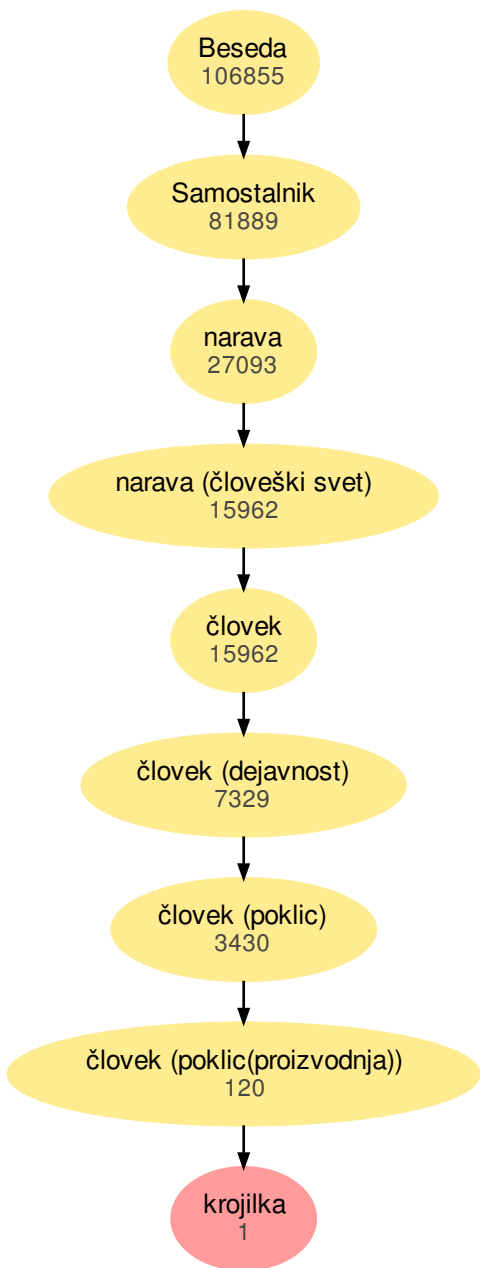 Beseda
106855
Samostalnik
81889
narava
27093
narava (človeški svet)
15962
človek
15962
človek (dejavnost)
7329
človek (poklic)
3430
človek (poklic(proizvodnja))
120
krojilka
1